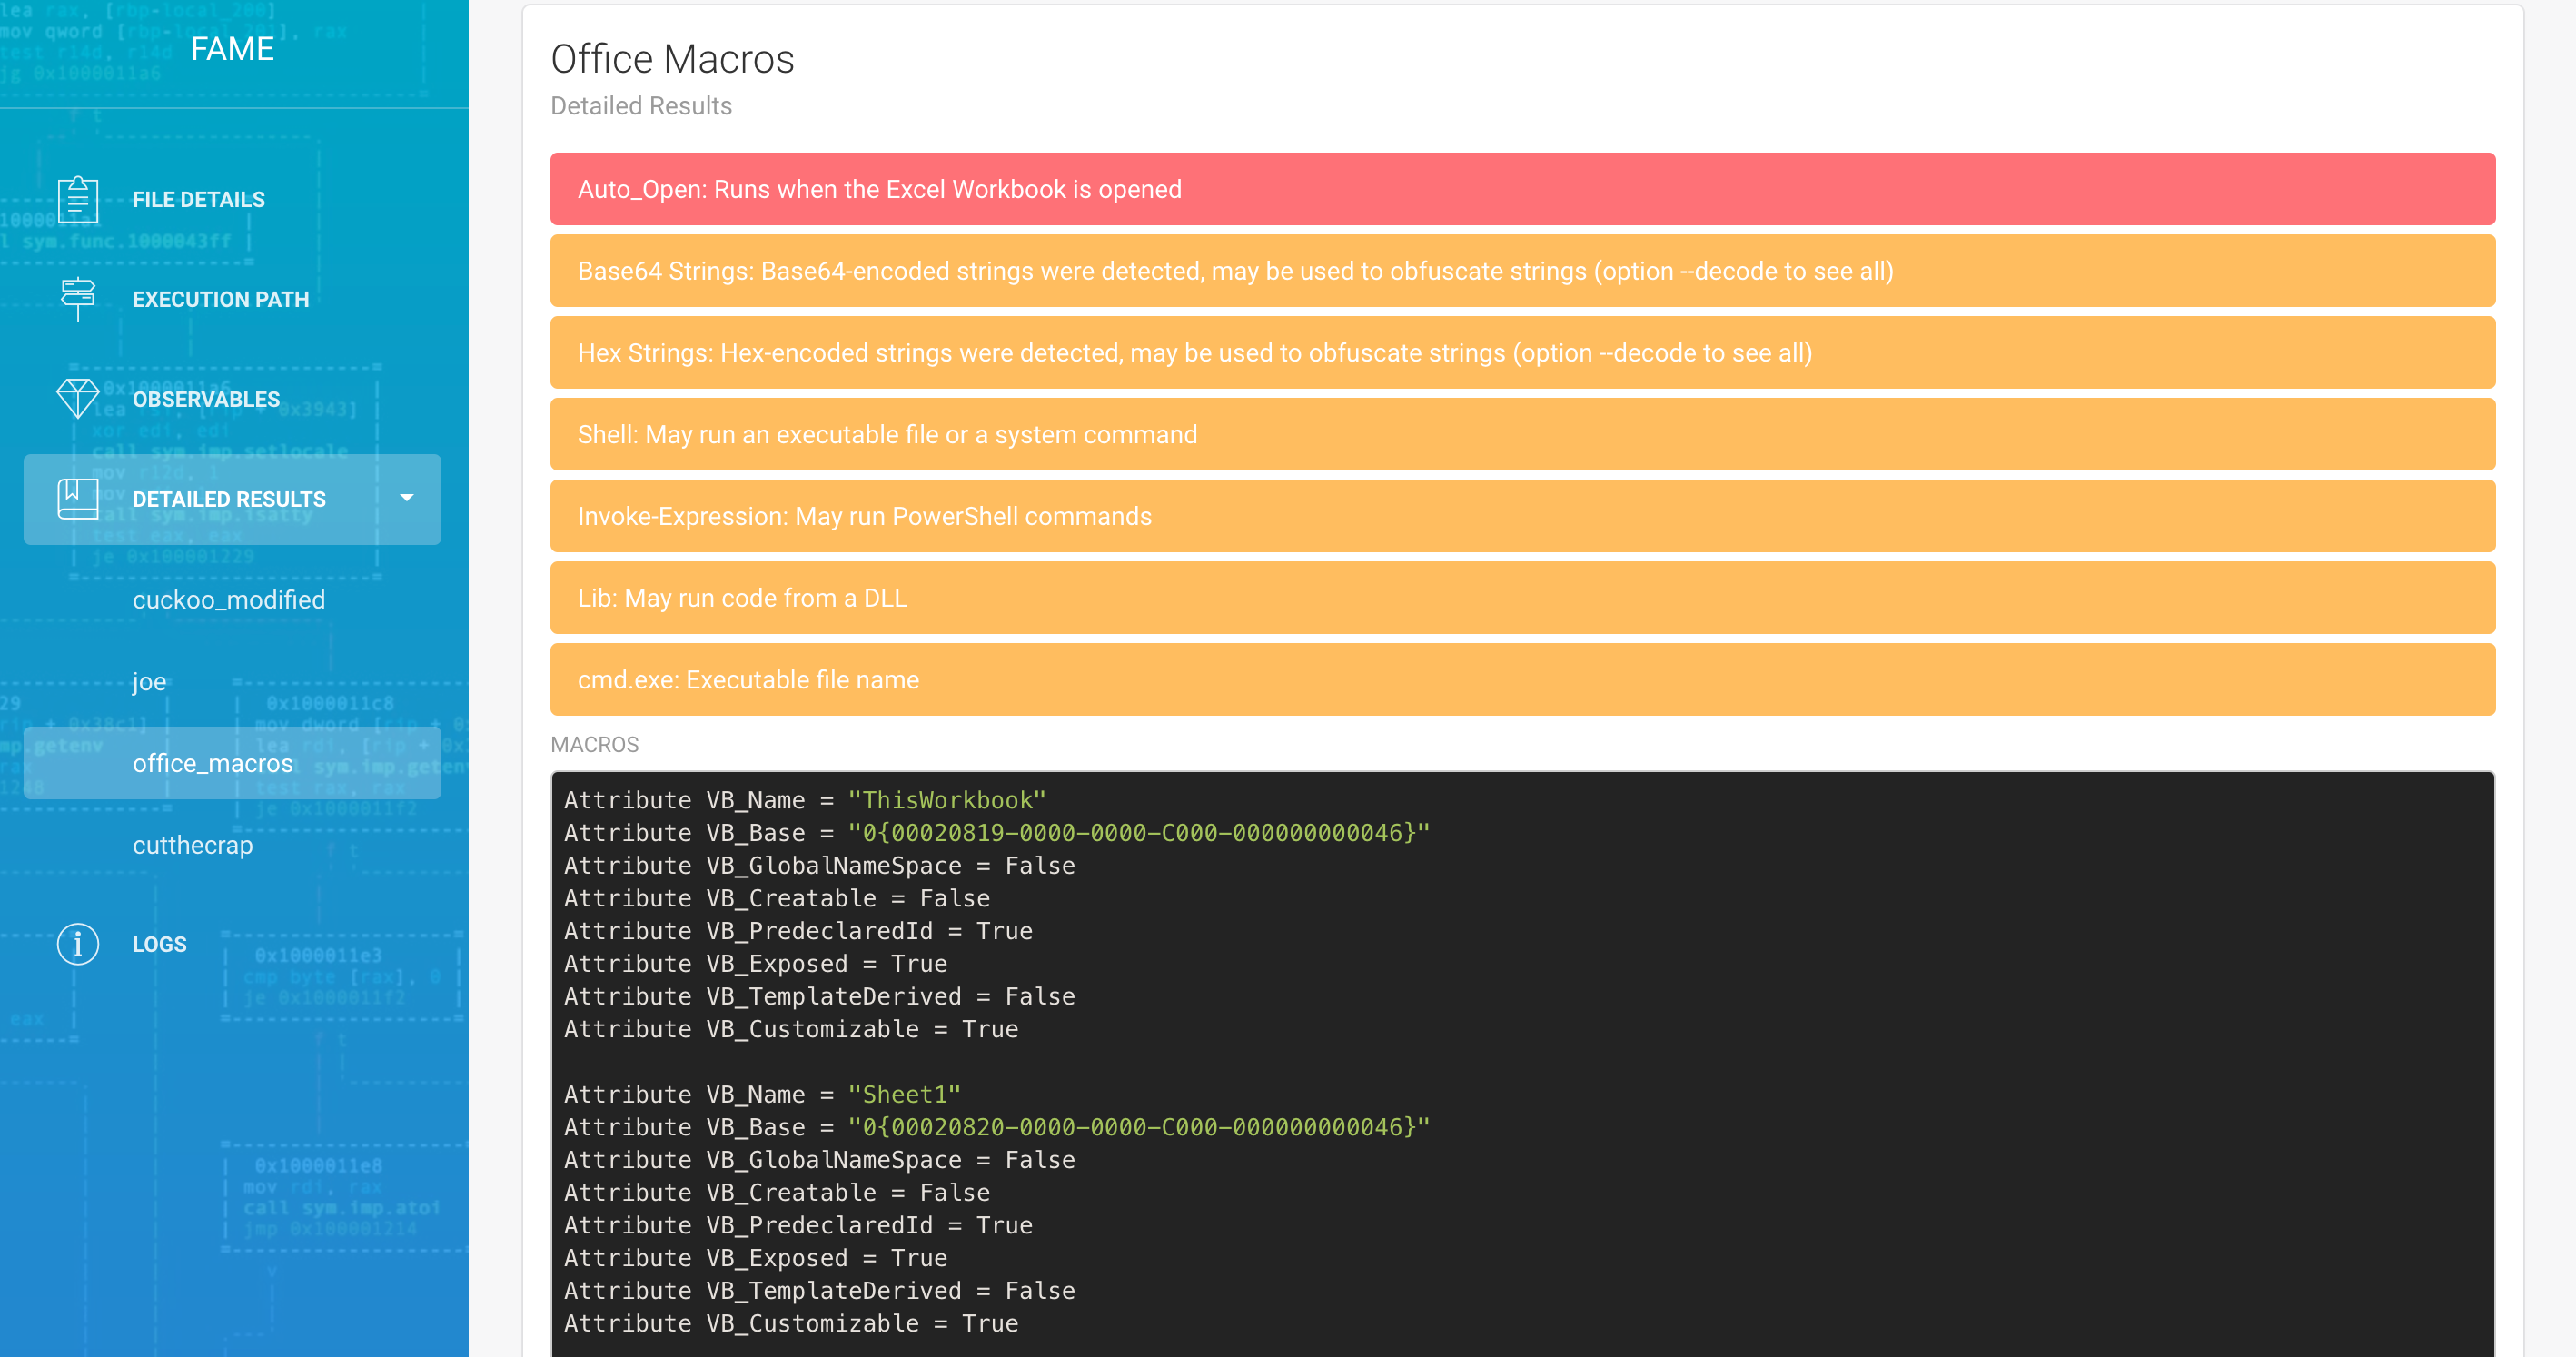 FAME
FILE DETAILS
EXECUTION PATH
OBSERVABLES
DETAILED RESULTS
cuckoo_modified
joe
office_macros
cutthecrap
LOGS
Office Macros
Detailed Results
Auto_Open: Runs when the Excel Workbook is opened
Base64 Strings: Base64-encoded strings were detected, may be used to obfuscate strings (option --decode to see all)
Hex Strings: Hex-encoded strings were detected, may be used to obfuscate strings (option --decode to see all)
Shell: May run an executable file or a system command
Invoke-Expression: May run PowerShell commands
Lib: May run code from a DLL
cmd.exe: Executable file name
MACROS
Attribute VB_Name = "ThisWorkbook"
Attribute VB_Base = "0{00020819-0000-0000-C000-000000000046}"
Attribute VB_GlobalNameSpace = False
Attribute VB_Creatable = False
Attribute VB_PredeclaredId = True
Attribute VB_Exposed = True
Attribute VB_TemplateDerived = False
Attribute VB_Customizable = True
Attribute VB_Name = "Sheet1"
Attribute VB_Base = "0{00020820-0000-0000-C000-000000000046}"
Attribute VB_GlobalNameSpace = False
Attribute VB_Creatable = False
Attribute VB_PredeclaredId = True
Attribute VB_Exposed = True
Attribute VB_TemplateDerived = False
Attribute VB_Customizable = True